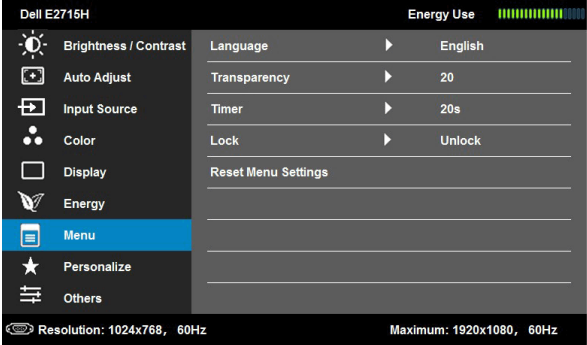 Dell E2715H Energy Use
Brightness / Contrast Language English
Auto Adjust Transparency 20
Input Source Timer 20s
Color Lock Unlock
Display Reset Menu Settings
Energy
Menu
Personalize
Others
Resolution: 1024x768, 60Hz Maximum: 1920x1080, 60Hz